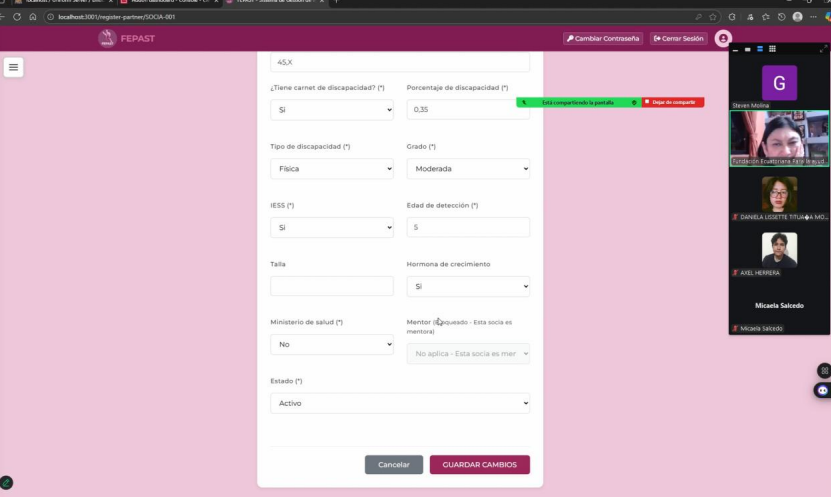 localhost:3001/register-partner/SOCIA-001
FEPAST
Cambiar Contraseña
Cerrar Sesión
45,X
¿Tiene carnet de discapacidad? (*)
Porcentaje de discapacidad (*)
Si
0,35
Está compartiendo la pantalla
Dejar de compartir
Tipo de discapacidad (*)
Grado (*)
Física
Moderada
IESS (*)
Edad de detección (*)
Si
5
Talla
Hormona de crecimiento
Si
Ministerio de salud (*)
Mentor - Esta socia es
mentora)
No
No aplica - Esta socia es mer
Estado (*)
Activo
Cancelar
GUARDAR CAMBIOS
G
Steven Molina
Fundación Ecuatoriana Para
DANIELA LISSETTE TITUA�A MO...
AXEL HERRERA
Micaela Salcedo
Micaela Salcedo